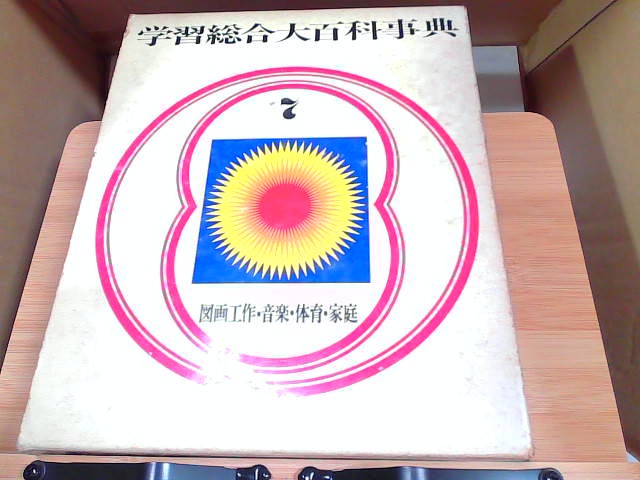 学習総合大百科事典
7
図画工作・音楽・体育・家庭